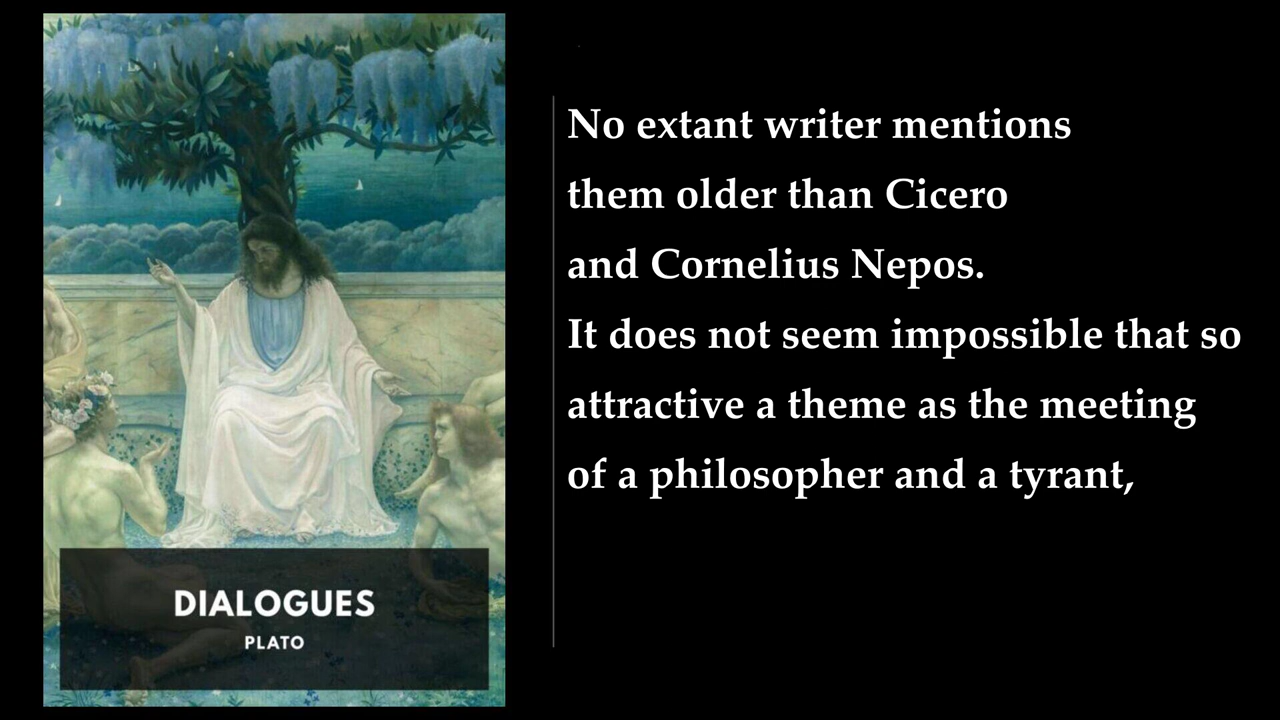 No extant writer mentions
them older than Cicero
and Cornelius Nepos.
It does not seem impossible that so
attractive a theme as the meeting
of a philosopher and a tyrant,
DIALOGUES
PLATO